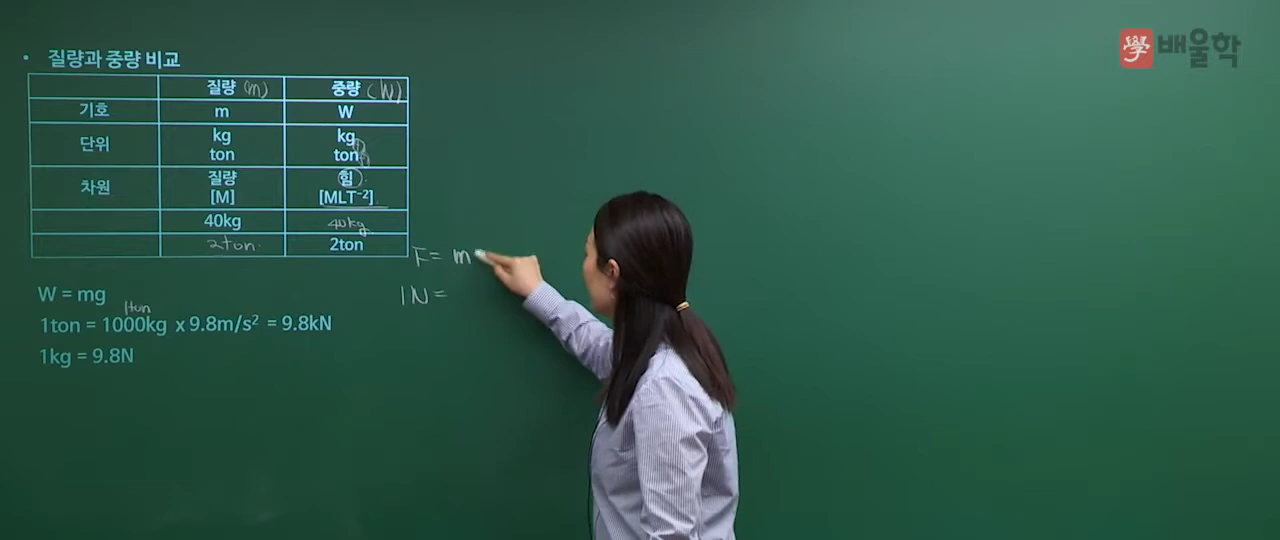 學 배울학
• 질량과 중량 비교
질량 (m) 중량 (W)
기호 m W
단위 kg ton kg ton
차원 질량 [M] 힘 [MLT⁻²]
40kg 40kg
2ton 2ton
F = m
W = mg
1N =
1ton
1ton = 1000kg x 9.8m/s² = 9.8kN
1kg = 9.8N